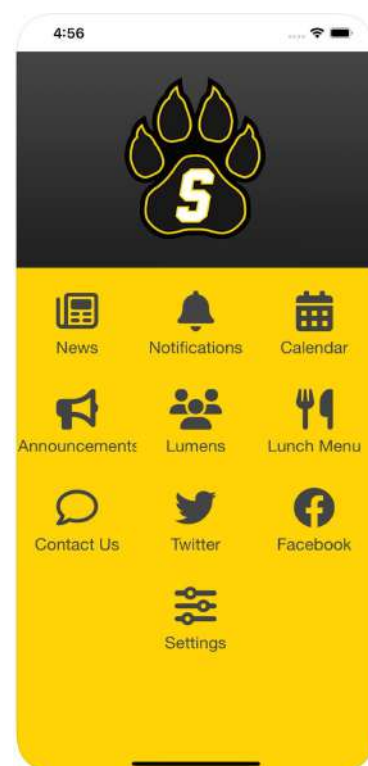 4:56
S
News Notifications Calendar
Announcements Lumens Lunch Menu
Contact Us Twitter Facebook
Settings